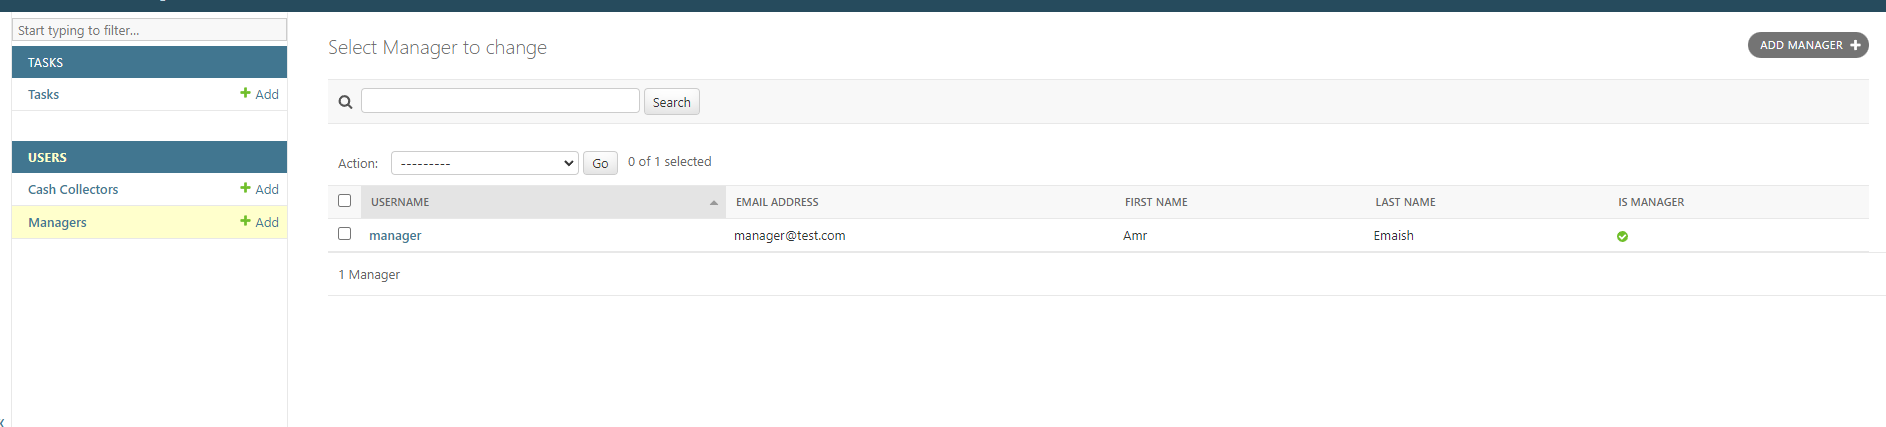 Start typing to filter...
TASKS
Tasks
Add
USERS
Cash Collectors
Add
Managers
Add
Select Manager to change
ADD MANAGER
Search
Action:
---------
Go
0 of 1 selected
USERNAME
EMAIL ADDRESS
FIRST NAME
LAST NAME
IS MANAGER
manager
manager@test.com
Amr
Emaish
1 Manager